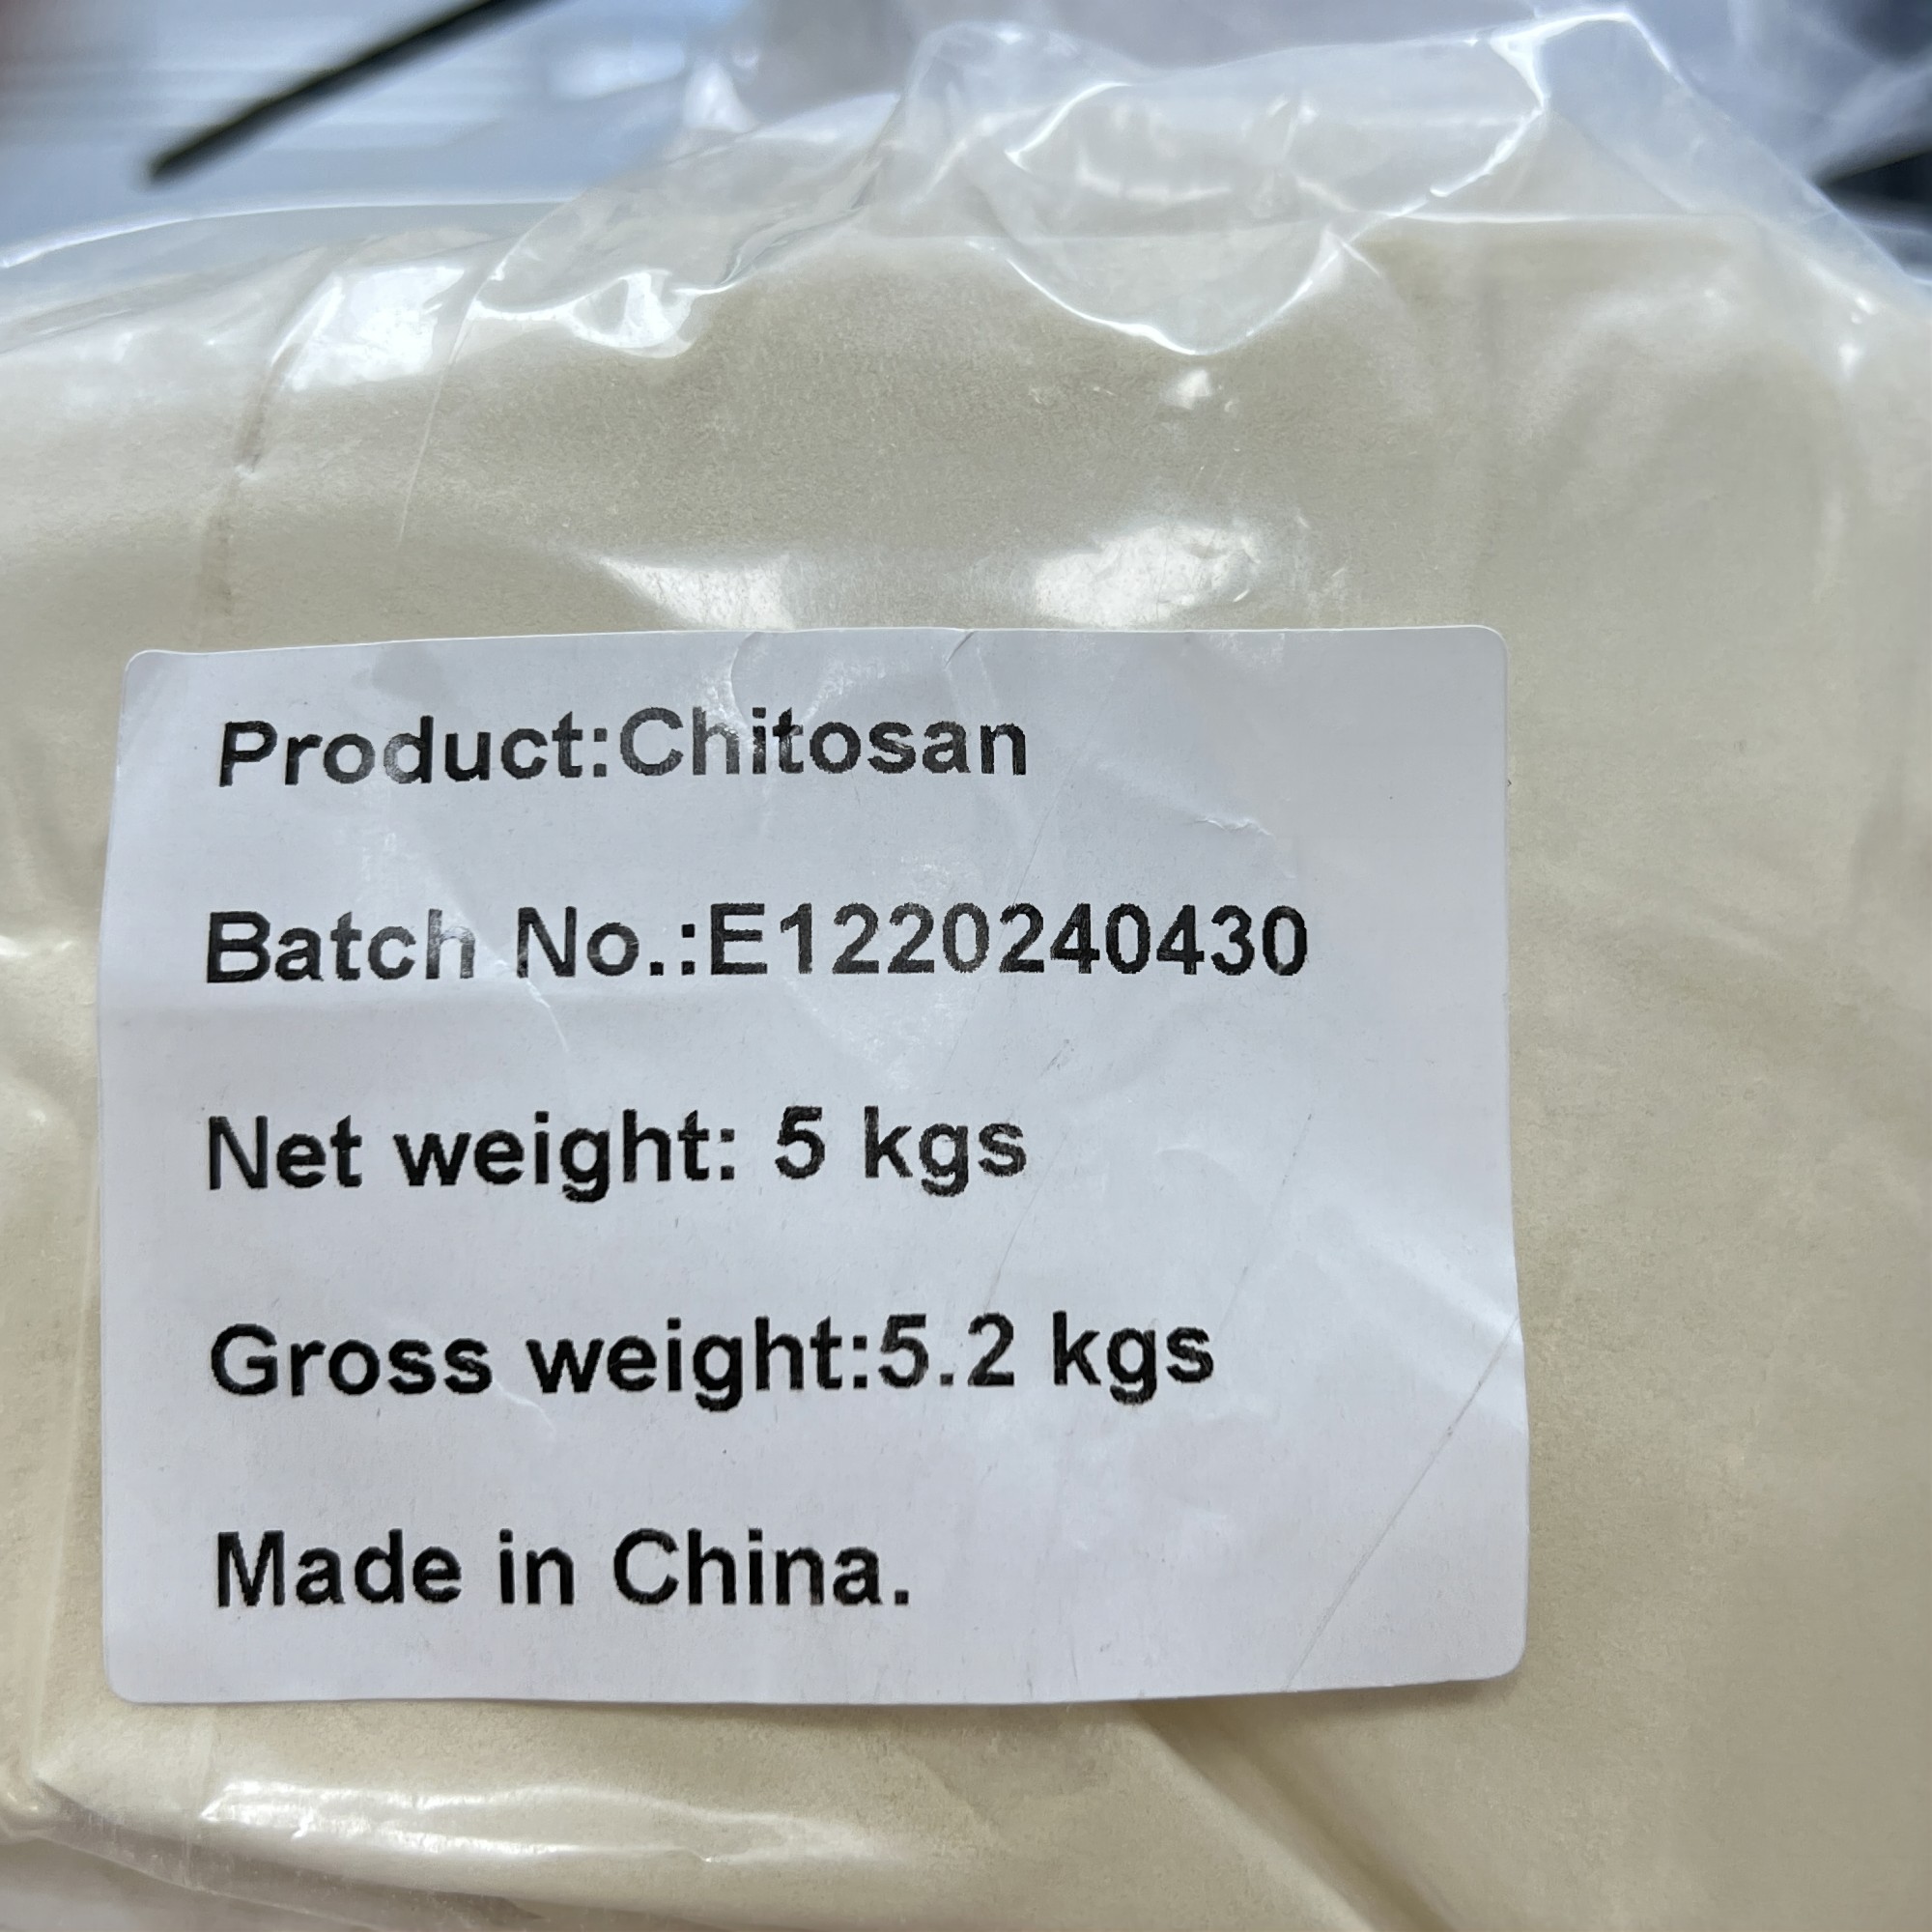 Product:Chitosan
Batch No.:E1220240430
Net weight: 5 kgs
Gross weight:5.2 kgs
Made in China.